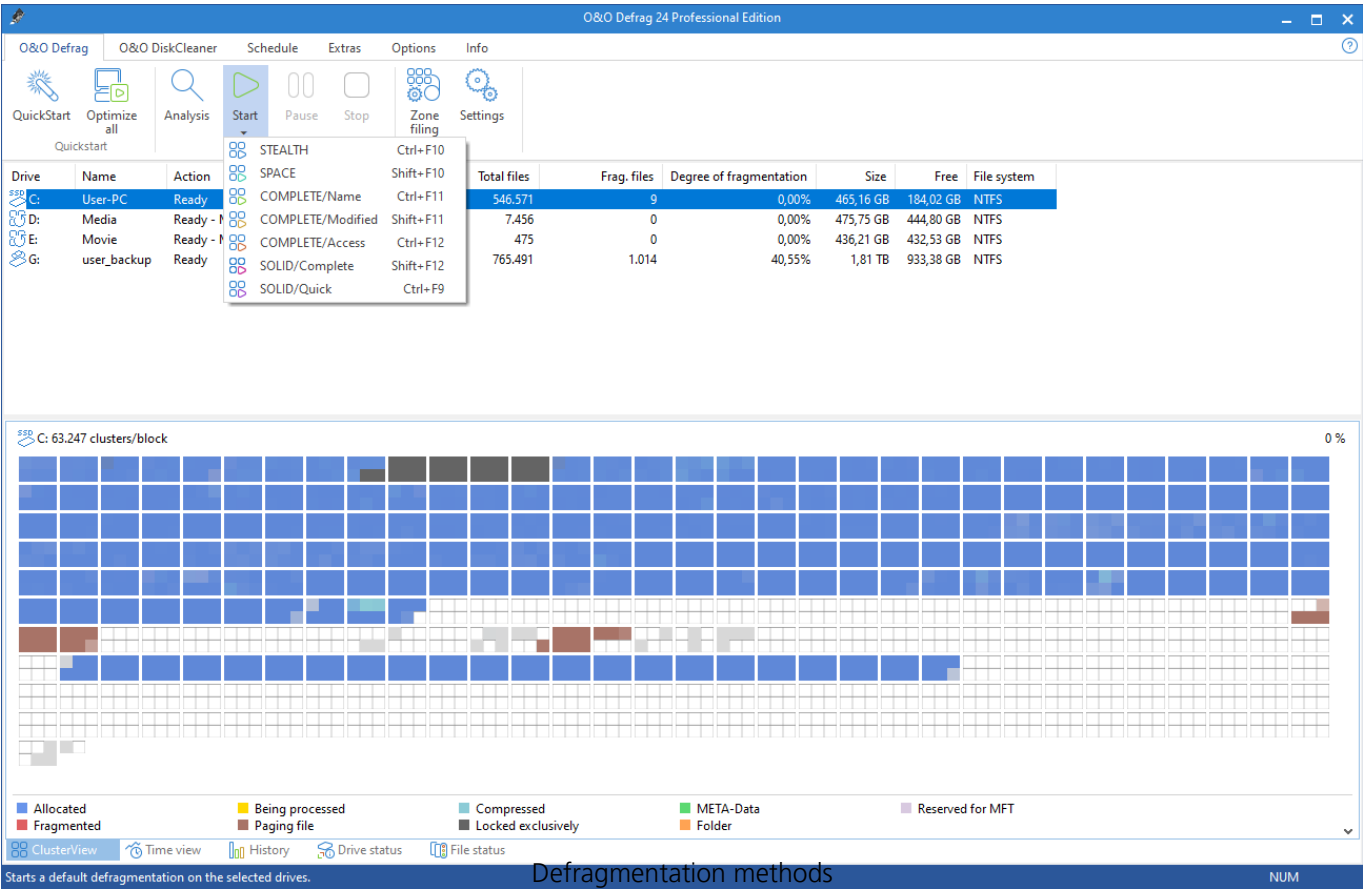 O&O Defrag 24 Professional Edition
O&O Defrag O&O DiskCleaner Schedule Extras Options Info
QuickStart Optimize all Analysis Start Pause Stop Zone filing Settings
Quickstart
STEALTH Ctrl+F10
SPACE Shift+F10
COMPLETE/Name Ctrl+F11
COMPLETE/Modified Shift+F11
COMPLETE/Access Ctrl+F12
SOLID/Complete Shift+F12
SOLID/Quick Ctrl+F9
Drive Name Action Total files Frag. files Degree of fragmentation Size Free File system
SSD C: User-PC Ready 546.571 9 0,00% 465,16 GB 184,02 GB NTFS
D: Media Ready - 7.456 0 0,00% 475,75 GB 444,80 GB NTFS
E: Movie Ready - 475 0 0,00% 436,21 GB 432,53 GB NTFS
G: user_backup Ready 765.491 1.014 40,55% 1,81 TB 933,38 GB NTFS
SSD C: 63.247 clusters/block 0 %
Allocated Being processed Compressed META-Data Reserved for MFT
Fragmented Paging file Locked exclusively Folder
ClusterView Time view History Drive status File status
Starts a default defragmentation on the selected drives. NUM
Defragmentation methods